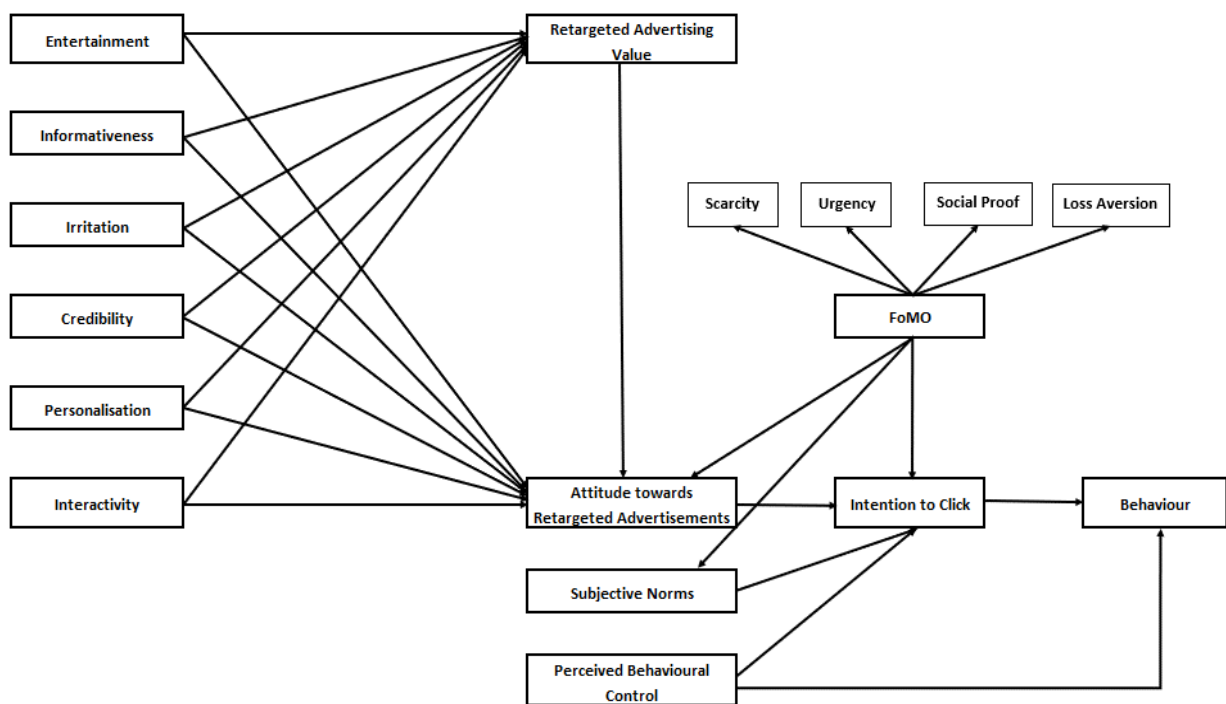 Entertainment
Retargeted Advertising
Value
Informativeness
Scarcity
Urgency
Social Proof
Loss Aversion
Irritation
FoMO
Credibility
Personalisation
Interactivity
Attitude towards
Retargeted Advertisements
Intention to Click
Behaviour
Subjective Norms
Perceived Behavioural
Control